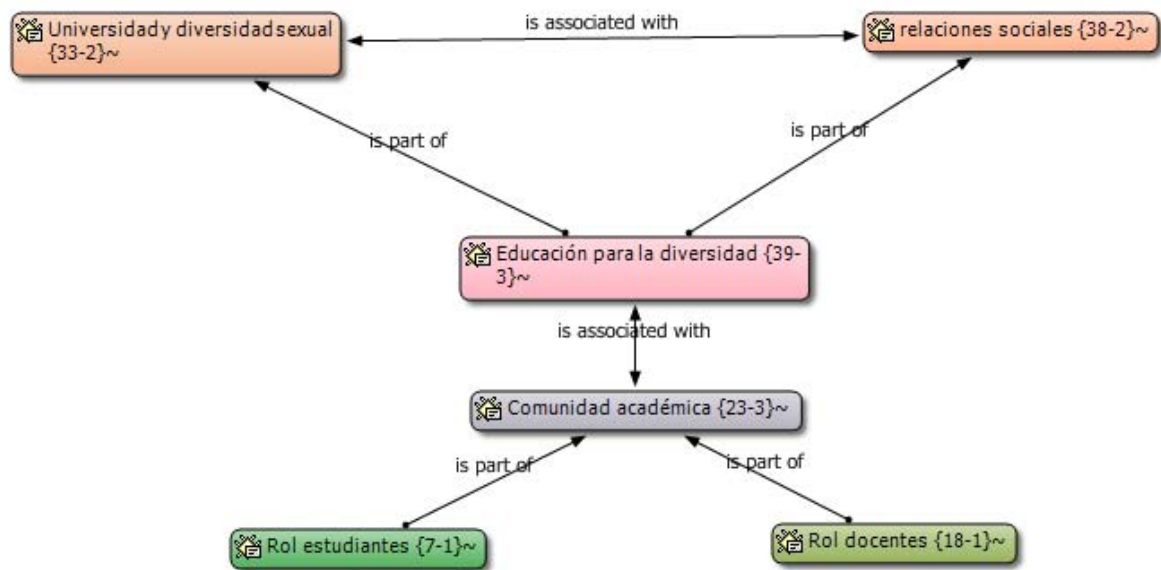 is associated with
Universidad y diversidad sexual
{33-2}~
relaciones sociales {38-2}~
is part of
is part of
Educación para la diversidad {39-
3}~
is associated with
Comunidad académica {23-3}~
is part of
is part of
Rol estudiantes {7-1}~
Rol docentes {18-1}~